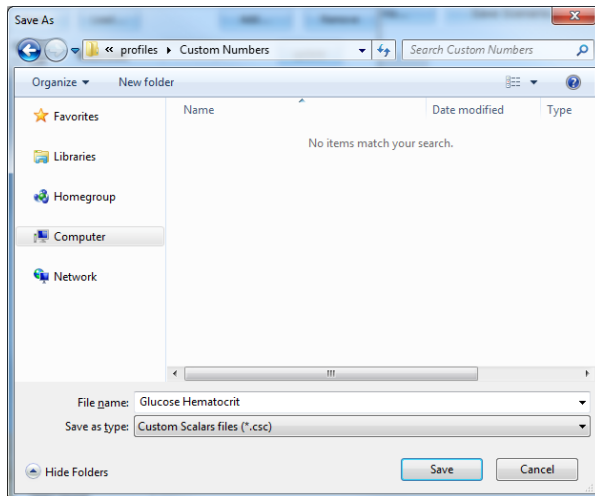 Save As
« profiles ▸ Custom Numbers
Search Custom Numbers
Organize
New folder
Name
Date modified
Type
Favorites
No items match your search.
Libraries
Homegroup
Computer
Network
File name: Glucose Hematocrit
Save as type: Custom Scalars files (*.csc)
Hide Folders
Save
Cancel